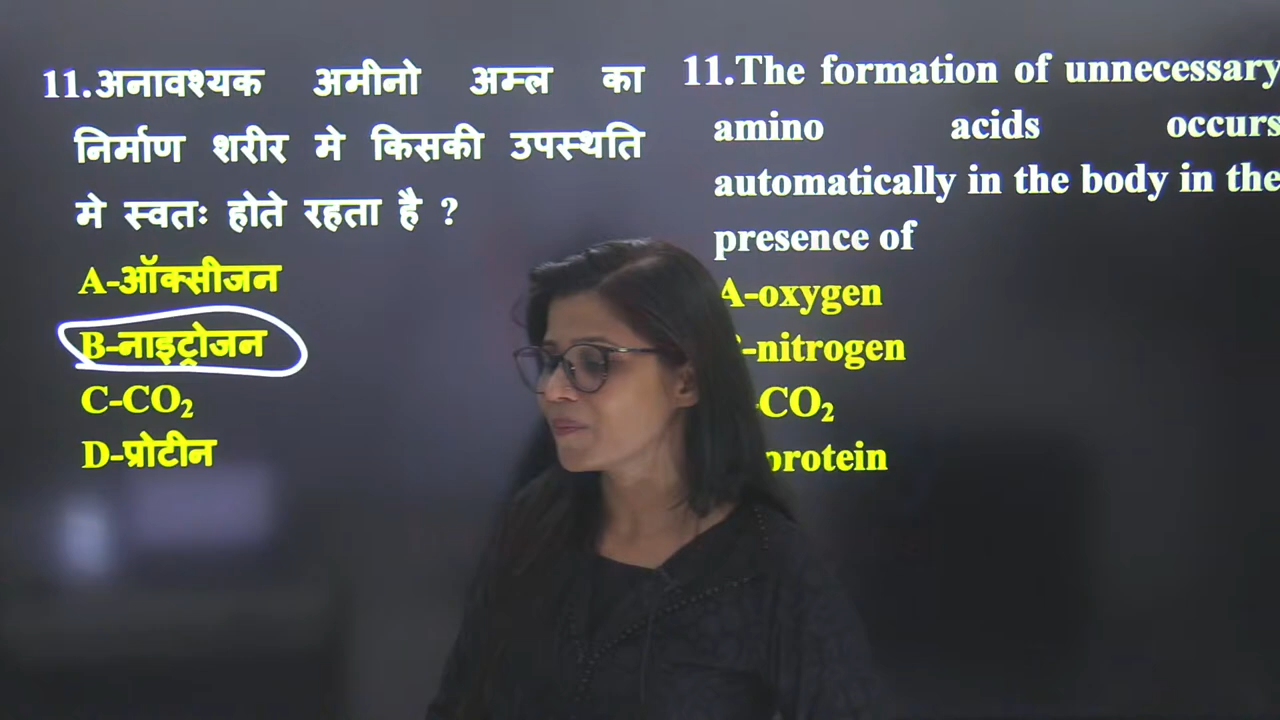 11.अनावश्यक अमीनो अम्ल का
निर्माण शरीर मे किसकी उपस्थति
मे स्वतः होते रहता है ?
A-ऑक्सीजन
B-नाइट्रोजन
C-CO₂
D-प्रोटीन
11.The formation of unnecessary
amino acids occurs
automatically in the body in the
presence of
A-oxygen
-nitrogen
-CO₂
protein